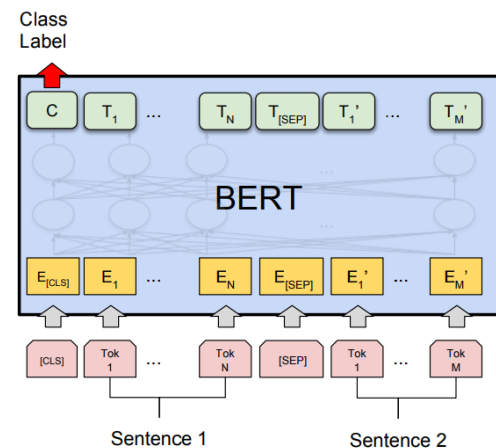 Class
Label
C T1 ... TN T[SEP] T1' ... TM'
...
...
BERT
E[CLS] E1 ... EN E[SEP] E1' ... EM'
[CLS] Tok 1 ... Tok N [SEP] Tok 1 ... Tok M
Sentence 1 Sentence 2